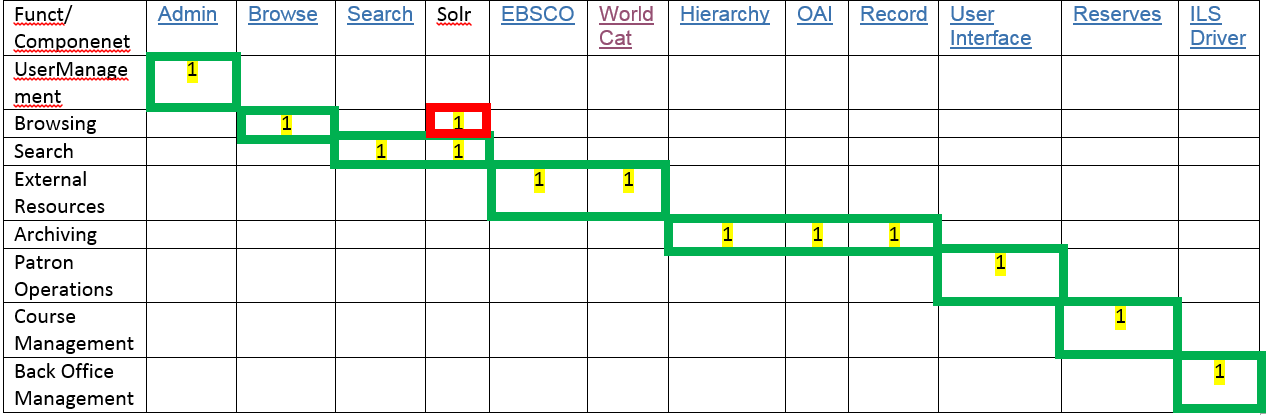 Funct/ Admin Browse Search Solr EBSCO World Hierarchy OAI Record User Reserves ILS
Componenet Cat Interface Driver
UserManage 1
ment
Browsing 1 1
Search 1 1
External 1 1
Resources
Archiving 1 1 1
Patron 1
Operations
Course 1
Management
Back Office 1
Management